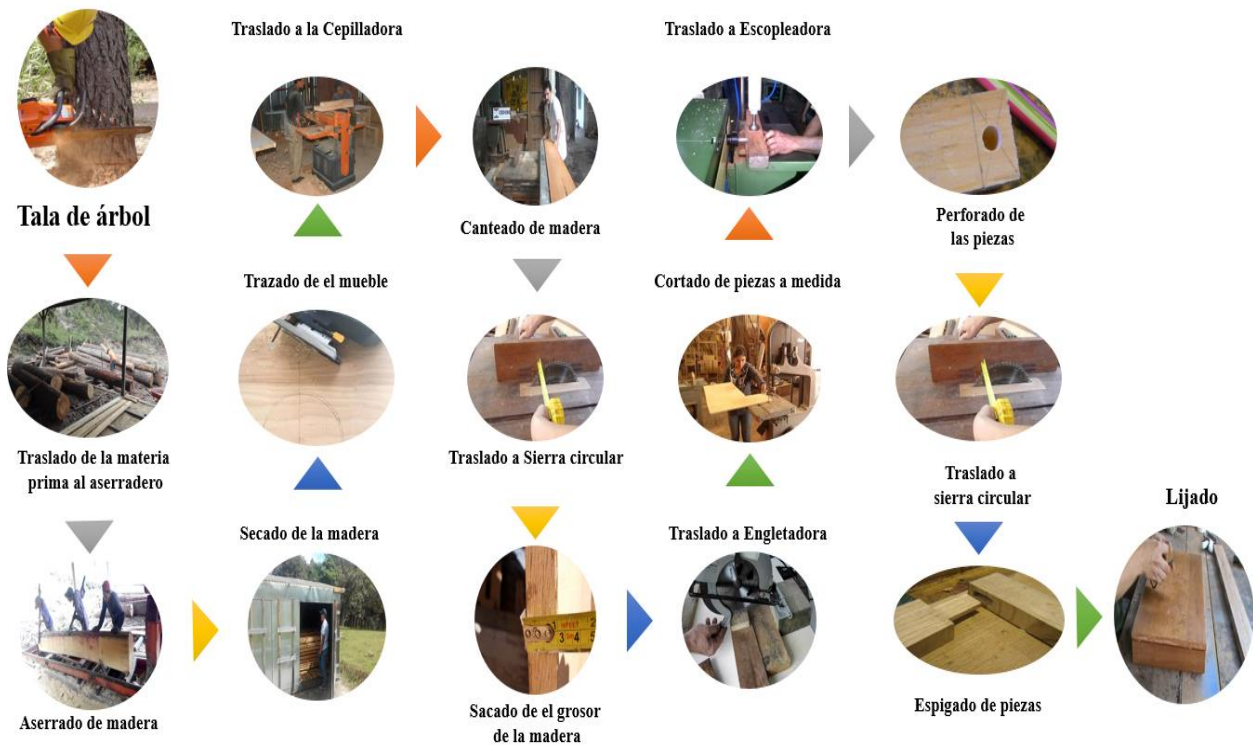 Tala de árbol
Traslado de la materia
prima al aserradero
Aserrado de madera
Secado de la madera
Trazado de el mueble
Traslado a la Cepilladora
Canteado de madera
Traslado a Sierra circular
Sacado de el grosor
de la madera
Traslado a Engletadora
Cortado de piezas a medida
Traslado a Escopleadora
Perforado de
las piezas
Traslado a
sierra circular
Espigado de piezas
Lijado